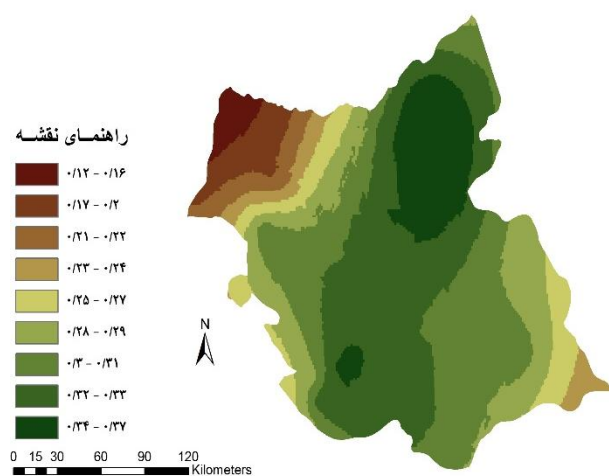 راهنمــای نقشــه
۰/۱۲ - ۰/۱۶
۰/۱۷ - ۰/۲
۰/۲۱ - ۰/۲۲
۰/۲۳ - ۰/۲۴
۰/۲۵ - ۰/۲۷
۰/۲۸ - ۰/۲۹
۰/۳ - ۰/۳۱
۰/۳۲ - ۰/۳۳
۰/۳۴ - ۰/۳۷
N
0 15 30 60 90 120
Kilometers